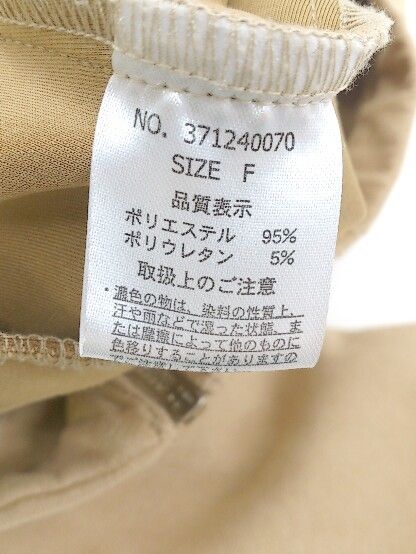 NO. 371240070
SIZE F
品質表示
ポリエステル 95%
ポリウレタン 5%
取扱上のご注意
・濃色の物は、染料の性質上、
汗や雨などで湿った状態、ま
たは摩擦によって他のものに
色移りすることがありますの